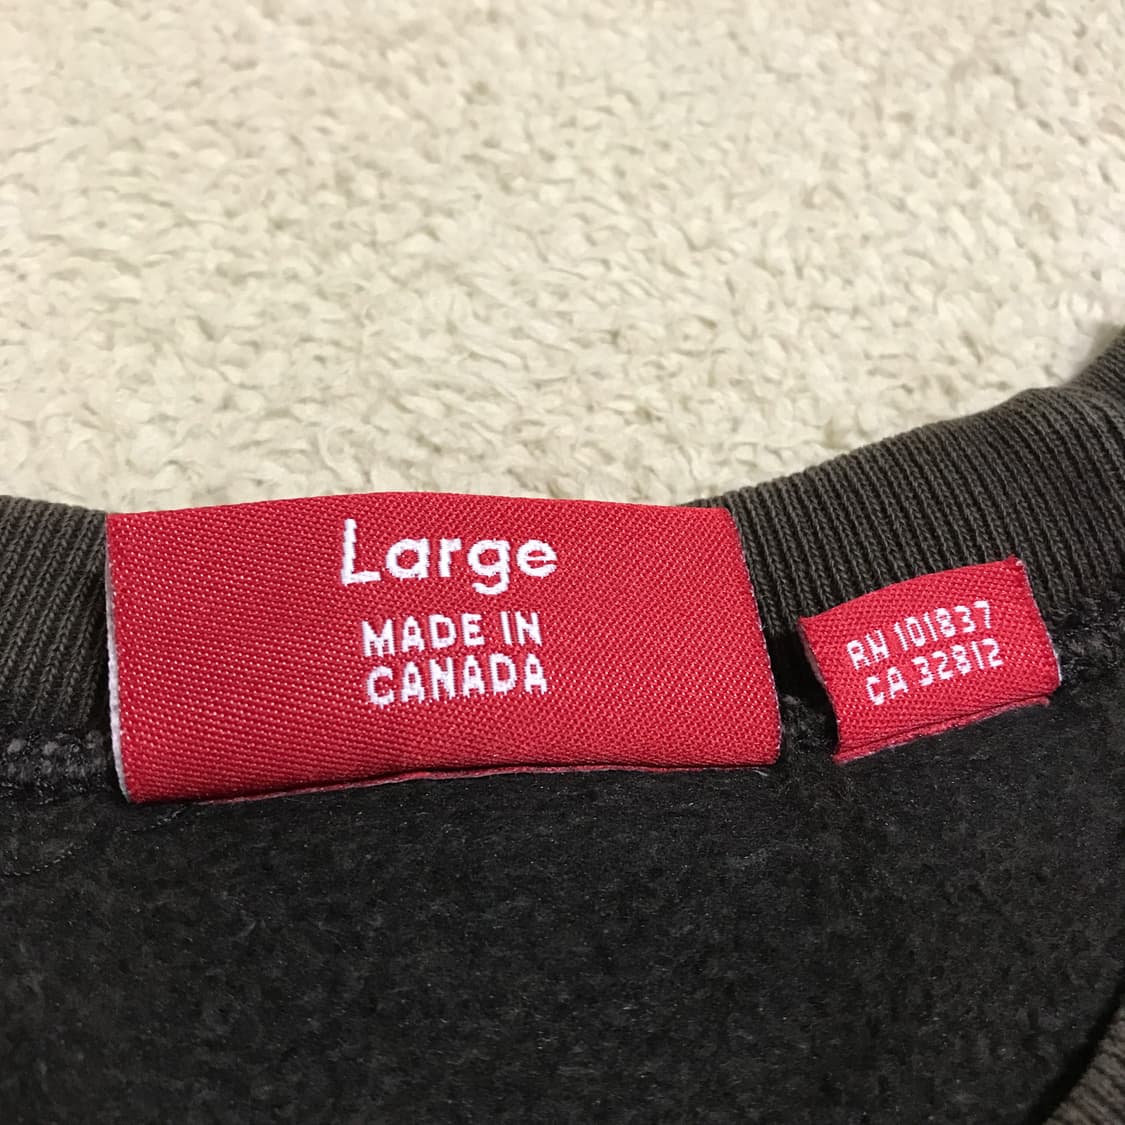 Large
MADE IN
CANADA
RN 101837
CA 32812